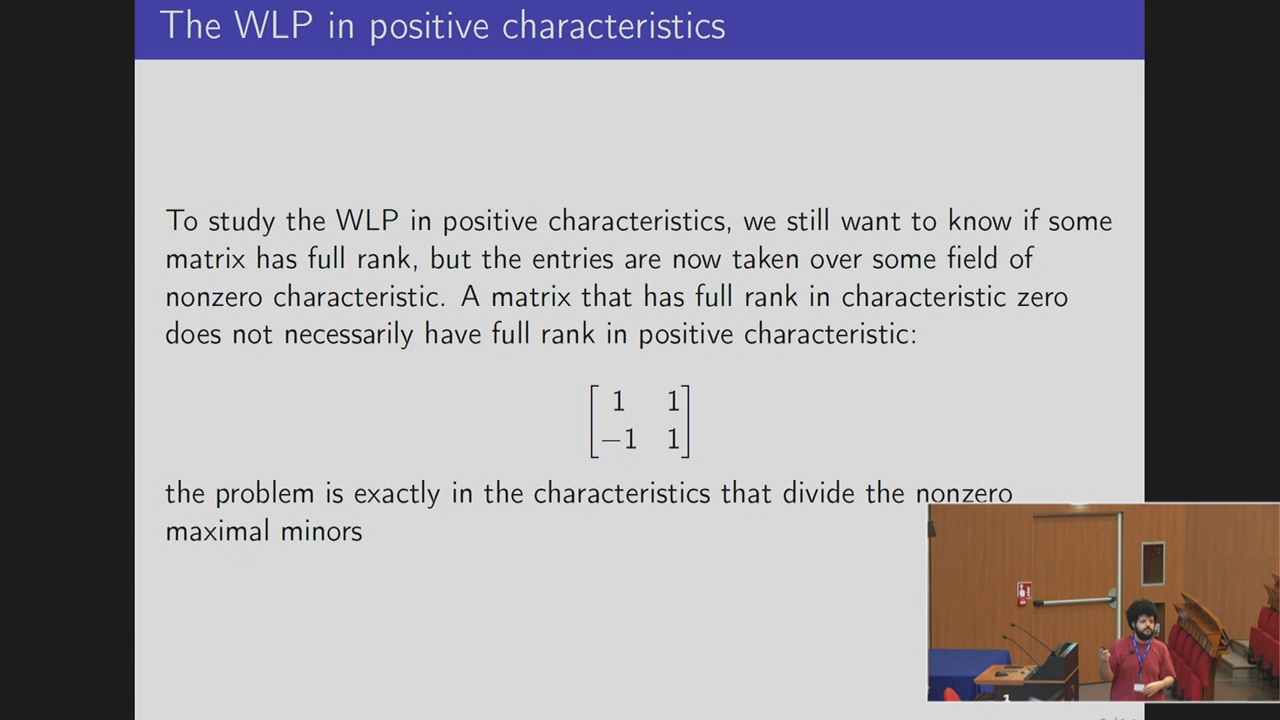 The WLP in positive characteristics
To study the WLP in positive characteristics, we still want to know if some
matrix has full rank, but the entries are now taken over some field of
nonzero characteristic. A matrix that has full rank in characteristic zero
does not necessarily have full rank in positive characteristic:
1 1
−1 1
the problem is exactly in the characteristics that divide the nonzero
maximal minors